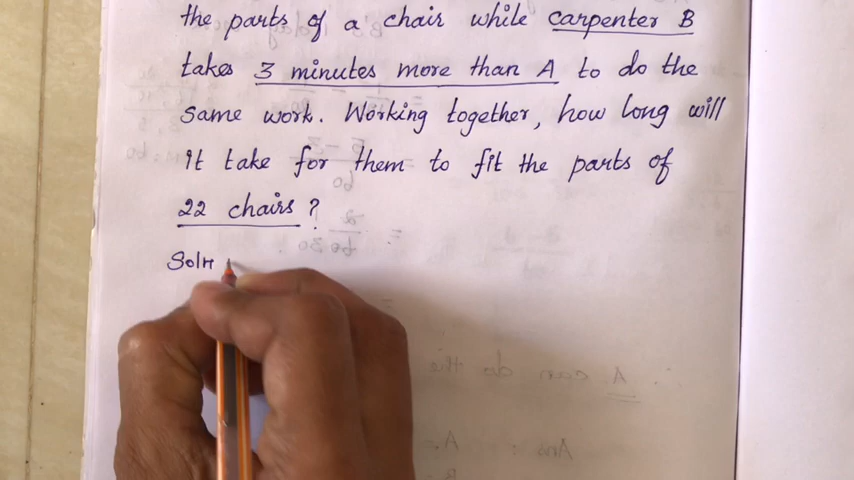 the parts of a chair while carpenter B
takes 3 minutes more than A to do the
same work. Working together, how long will
it take for them to fit the parts of
22 chairs ?
Soln